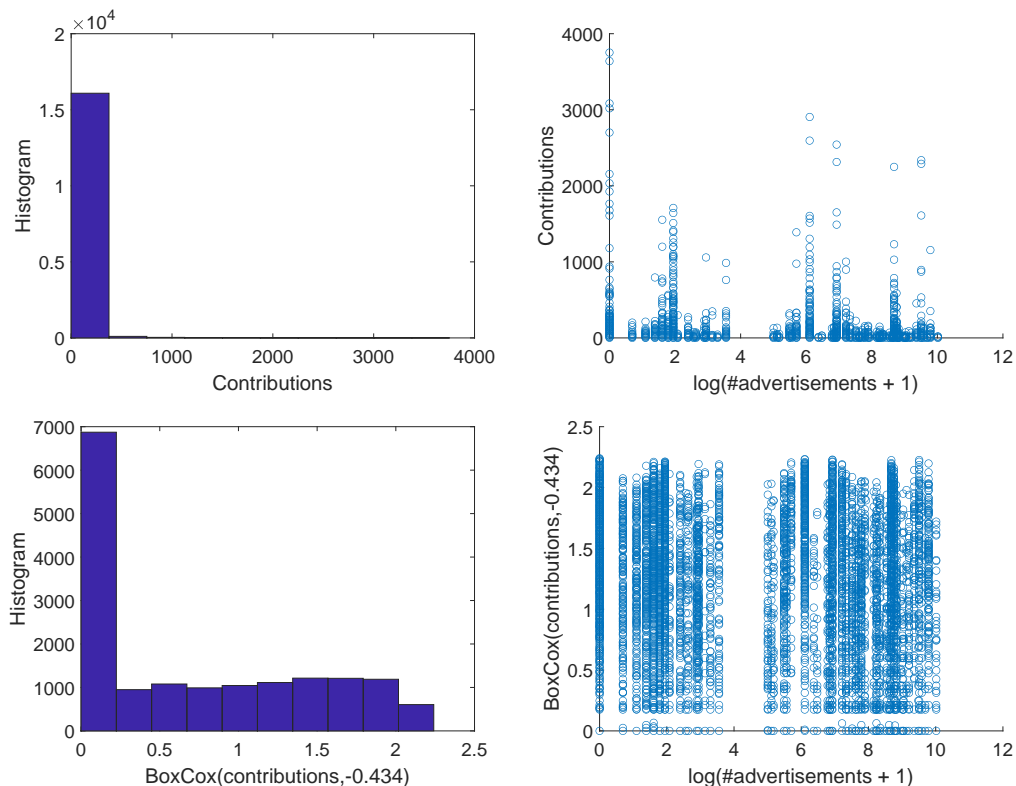 ×10^4
2
1.5
1
0.5
0
Histogram
0 1000 2000 3000 4000
Contributions
4000
3000
2000
1000
0
Contributions
0 2 4 6 8 10 12
log(#advertisements + 1)
7000
6000
5000
4000
3000
2000
1000
0
Histogram
0 0.5 1 1.5 2 2.5
BoxCox(contributions,-0.434)
2.5
2
1.5
1
0.5
0
BoxCox(contributions,-0.434)
0 2 4 6 8 10 12
log(#advertisements + 1)